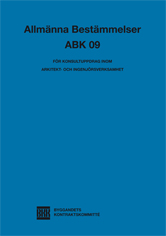 Allmänna Bestämmelser
ABK 09
FÖR KONSULTUPPDRAG INOM
ARKITEKT- OCH INGENJÖRSVERKSAMHET
BYGGANDETS
KONTRAKTSKOMMITTÉ